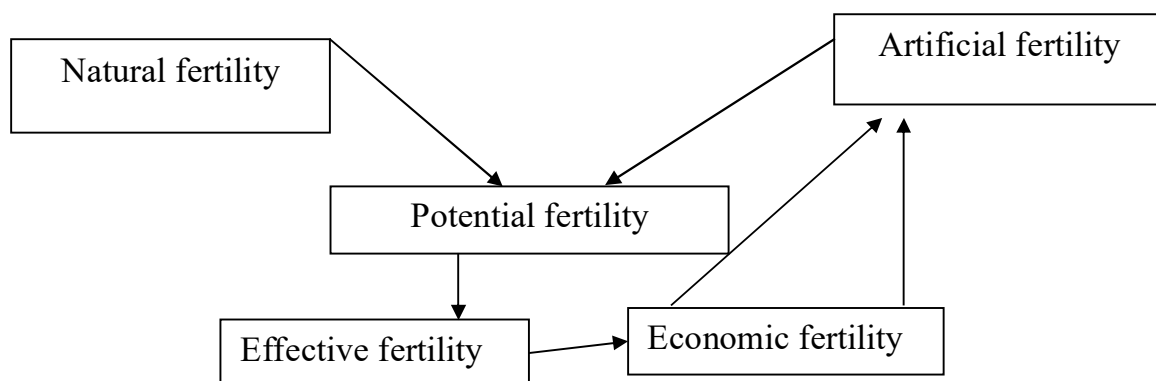 Artificial fertility
Natural fertility
Potential fertility
Effective fertility
Economic fertility